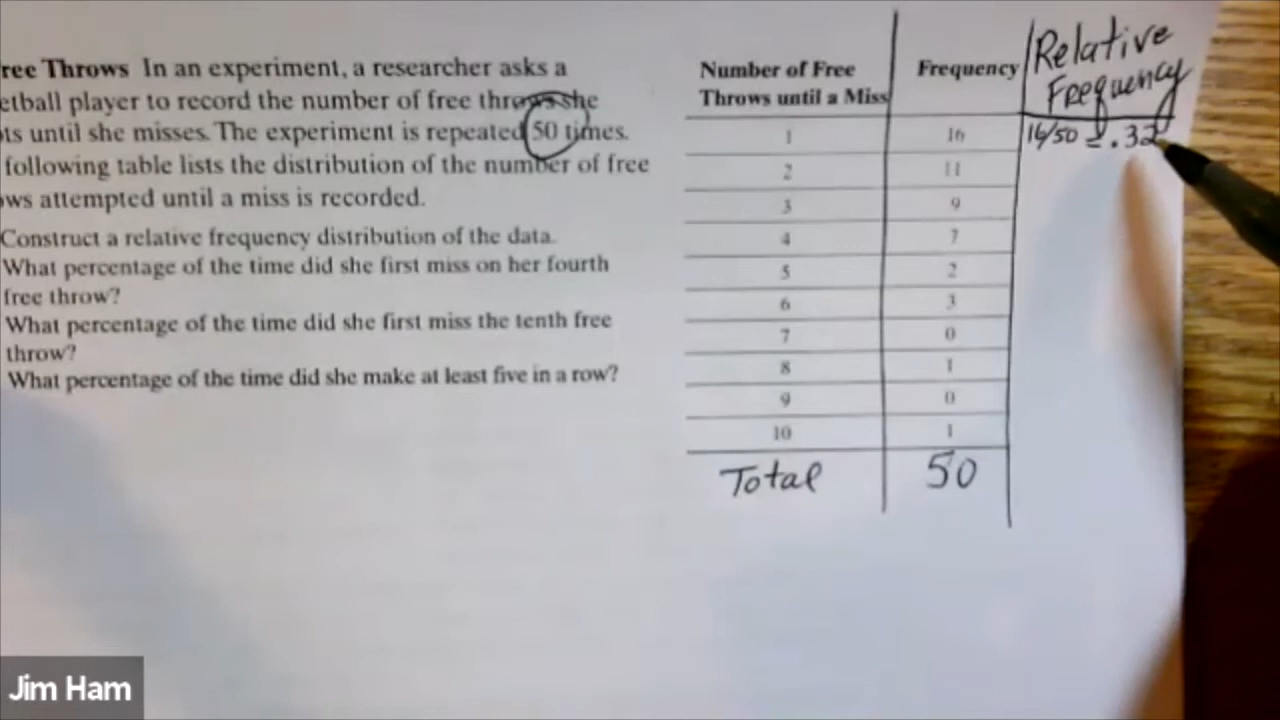 ree Throws In an experiment, a researcher asks a
etball player to record the number of free throws she
ts until she misses. The experiment is repeated 50 times.
following table lists the distribution of the number of free
ws attempted until a miss is recorded.
Construct a relative frequency distribution of the data.
What percentage of the time did she first miss on her fourth
free throw?
What percentage of the time did she first miss the tenth free
throw?
What percentage of the time did she make at least five in a row?
Number of Free
Throws until a Miss
Frequency
Relative
Frequency
1 16 16/50 = .32
2 11
3 9
4 7
5 2
6 3
7 0
8 1
9 0
10 1
Total 50
Jim Ham